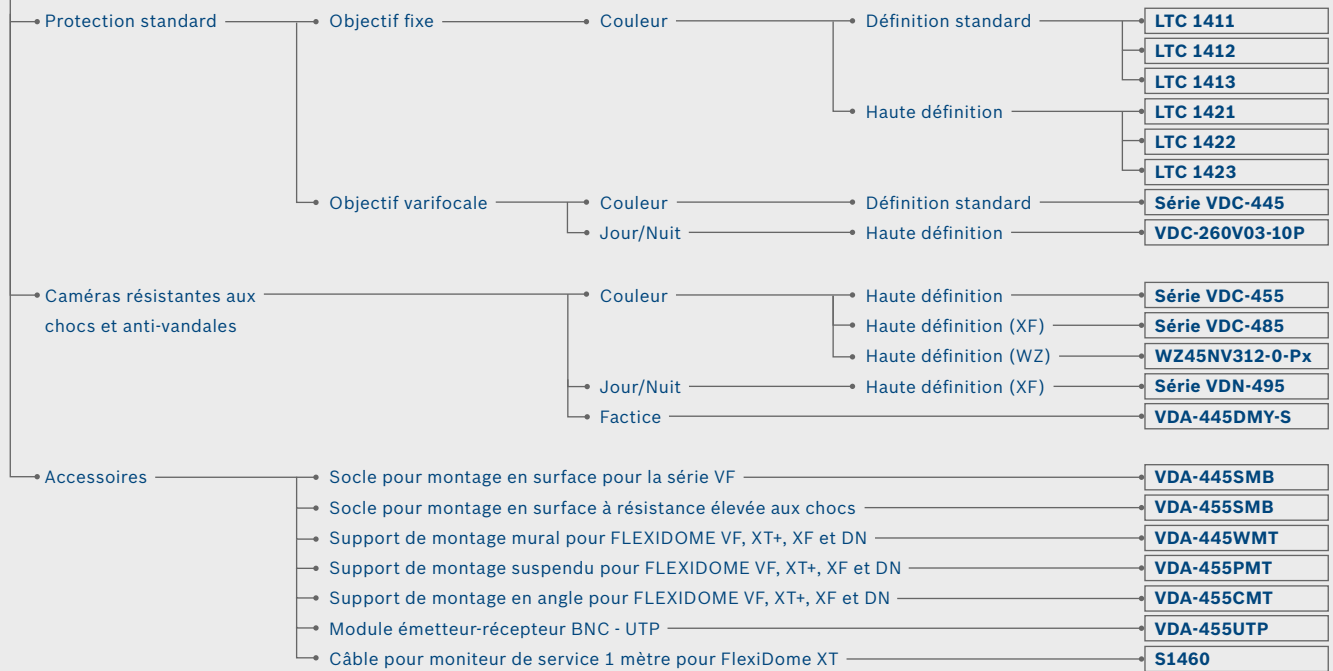 Protection standard Objectif fixe Couleur Définition standard LTC 1411
LTC 1412
LTC 1413
Haute définition LTC 1421
LTC 1422
LTC 1423
Objectif varifocale Couleur Définition standard Série VDC-445
Jour/Nuit Haute définition VDC-260V03-10P
Caméras résistantes aux Couleur Haute définition Série VDC-455
chocs et anti-vandales Haute définition (XF) Série VDC-485
Haute définition (WZ) WZ45NV312-0-Px
Jour/Nuit Haute définition (XF) Série VDN-495
Factice VDA-445DMY-S
Accessoires Socle pour montage en surface pour la série VF VDA-445SMB
Socle pour montage en surface à résistance élevée aux chocs VDA-455SMB
Support de montage mural pour FLEXIDOME VF, XT+, XF et DN VDA-445WMT
Support de montage suspendu pour FLEXIDOME VF, XT+, XF et DN VDA-455PMT
Support de montage en angle pour FLEXIDOME VF, XT+, XF et DN VDA-455CMT
Module émetteur-récepteur BNC - UTP VDA-455UTP
Câble pour moniteur de service 1 mètre pour FlexiDome XT S1460